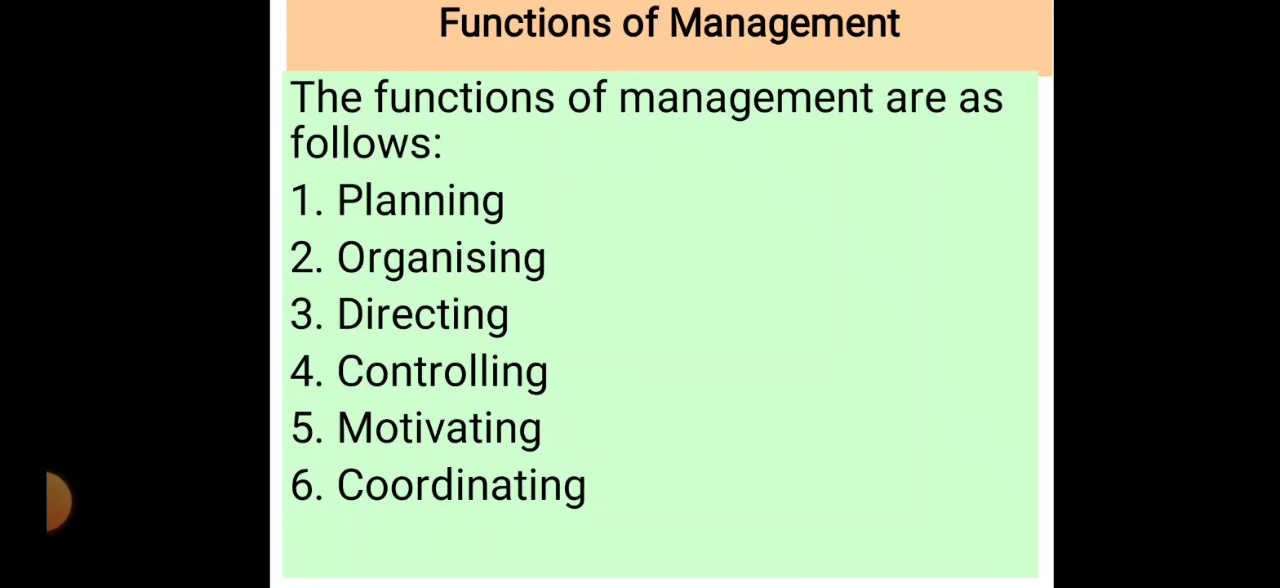 Functions of Management
The functions of management are as
follows:
1. Planning
2. Organising
3. Directing
4. Controlling
5. Motivating
6. Coordinating